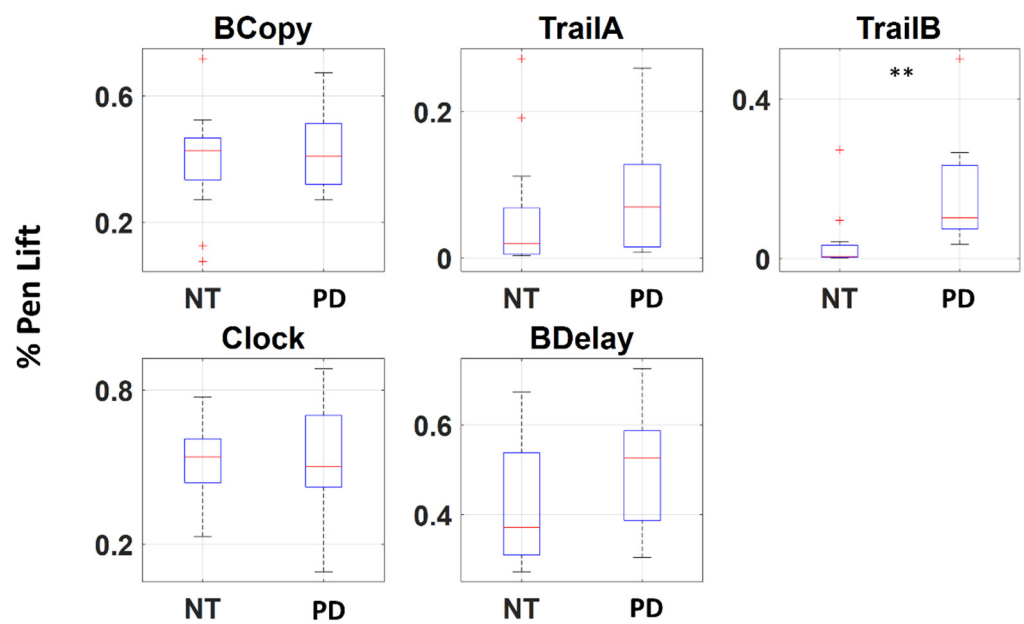 % Pen Lift
BCopy
0.6
0.2
NT PD
TrailA
0.2
0
NT PD
TrailB
**
0.4
0
NT PD
Clock
0.8
0.2
NT PD
BDelay
0.6
0.4
NT PD